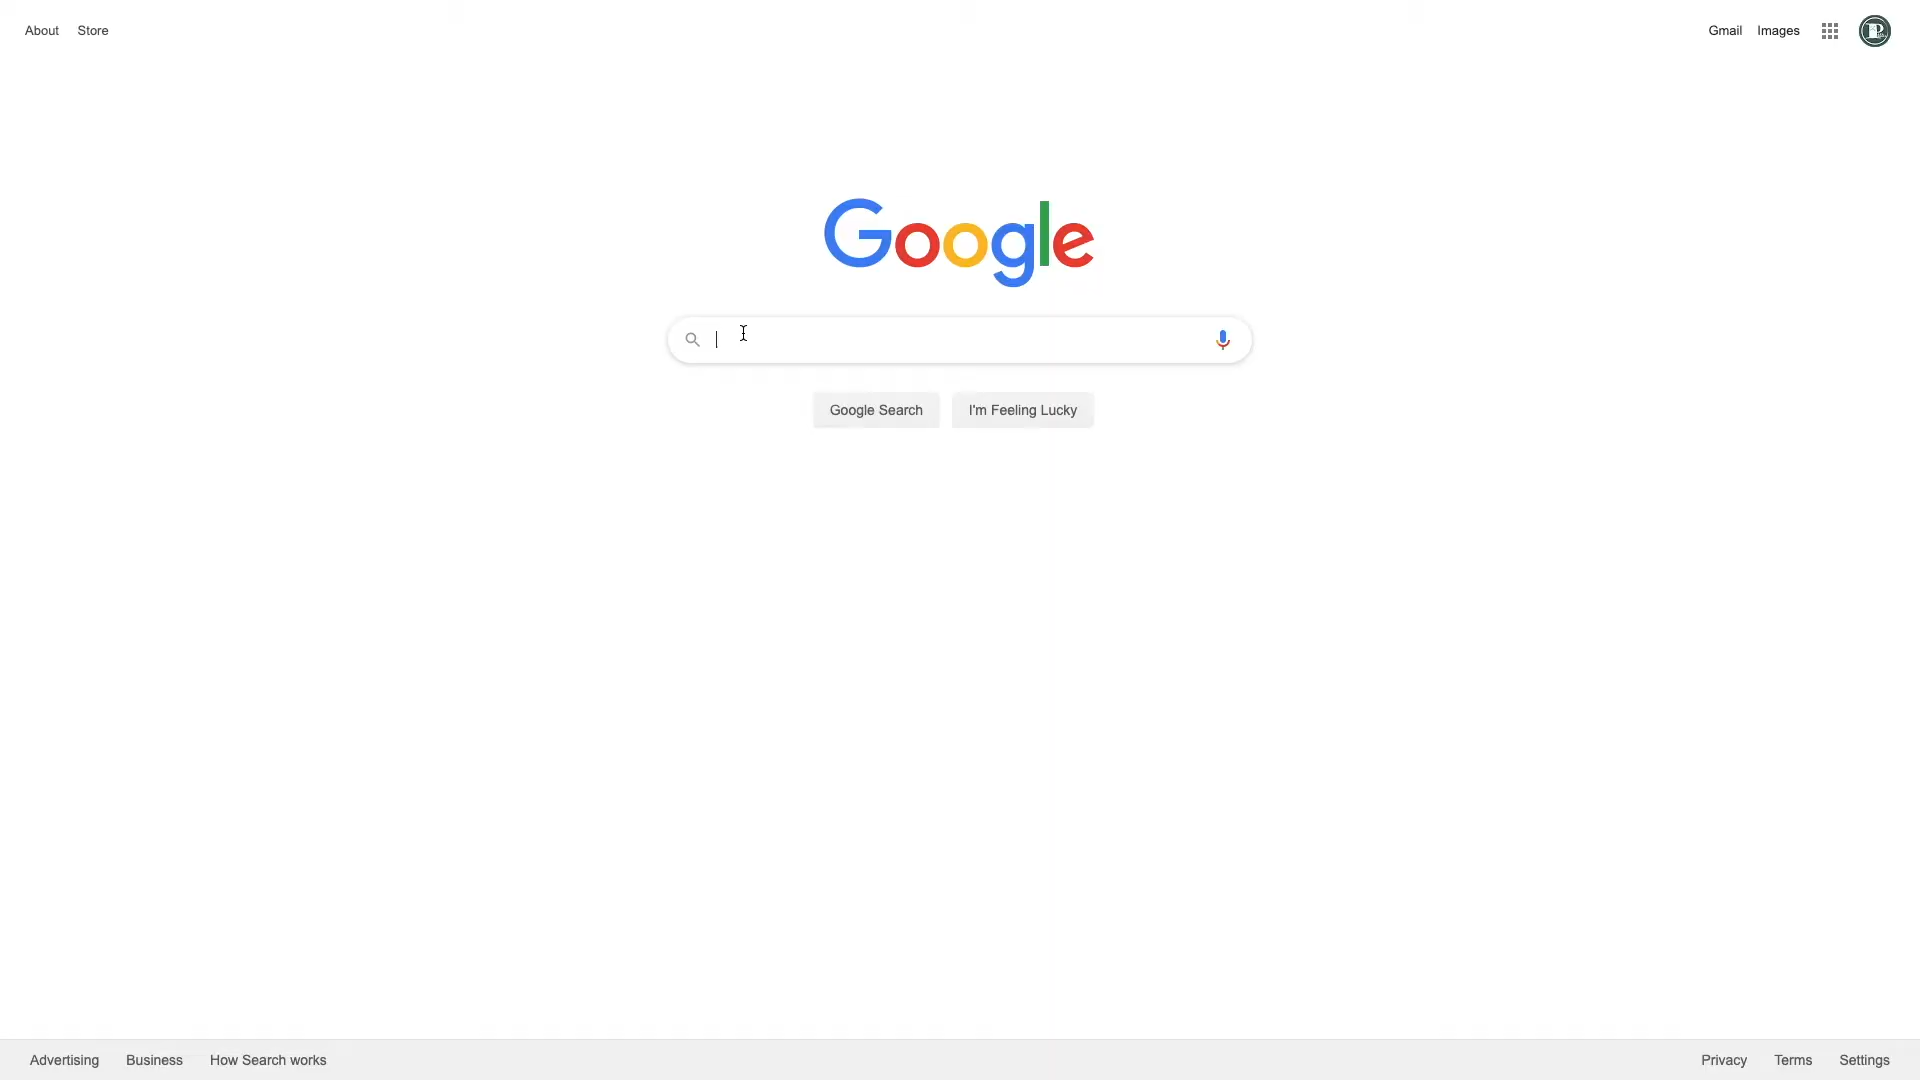 About Store
Gmail Images
Google
Google Search I'm Feeling Lucky
Advertising Business How Search works
Privacy Terms Settings